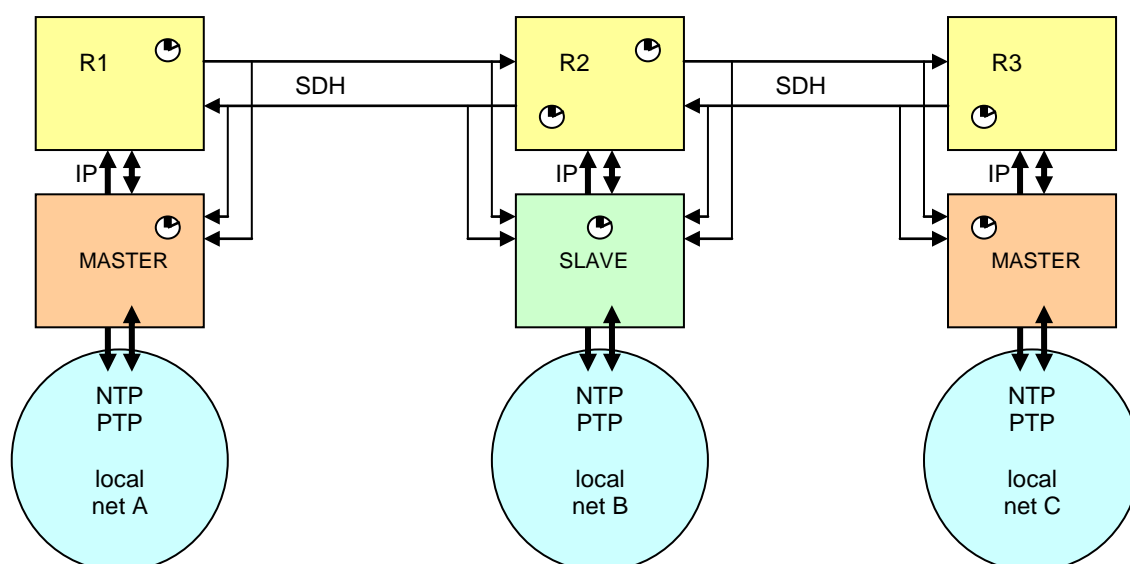 R1
SDH
R2
SDH
R3
IP
IP
IP
MASTER
SLAVE
MASTER
NTP
PTP
local
net A
NTP
PTP
local
net B
NTP
PTP
local
net C